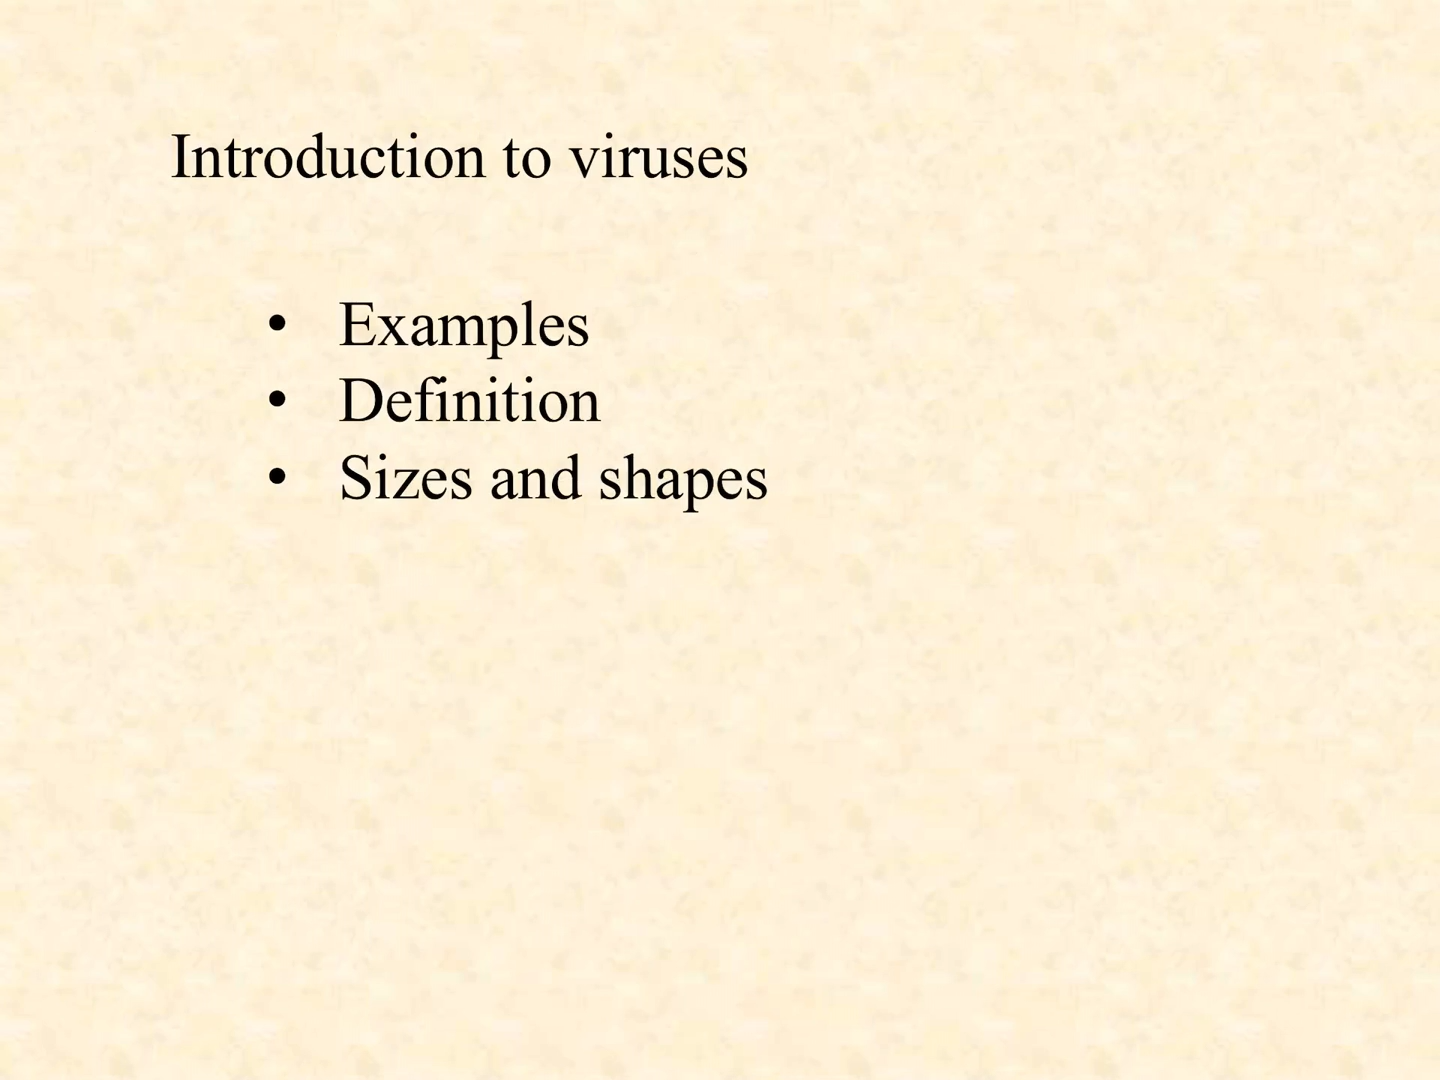 Introduction to viruses
• Examples
• Definition
• Sizes and shapes